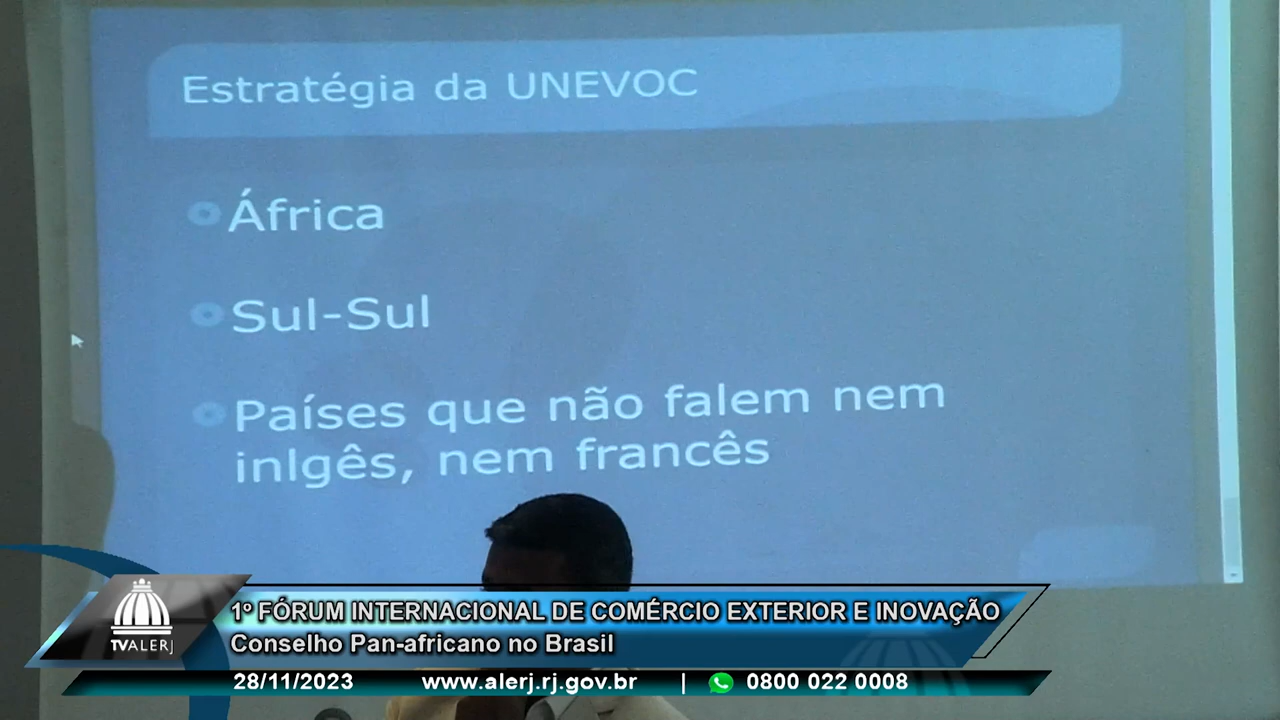 Estratégia da UNEVOC
África
Sul-Sul
Países que não falem nem
inlgês, nem francês
1º FÓRUM INTERNACIONAL DE COMÉRCIO EXTERIOR E INOVAÇÃO
TVALERJ
Conselho Pan-africano no Brasil
28/11/2023 www.alerj.rj.gov.br | 0800 022 0008